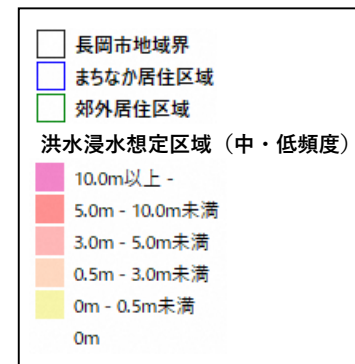 長岡市地域界
まちなか居住区域
郊外居住区域
洪水浸水想定区域（中・低頻度）
10.0m以上 -
5.0m - 10.0m未満
3.0m - 5.0m未満
0.5m - 3.0m未満
0m - 0.5m未満
0m